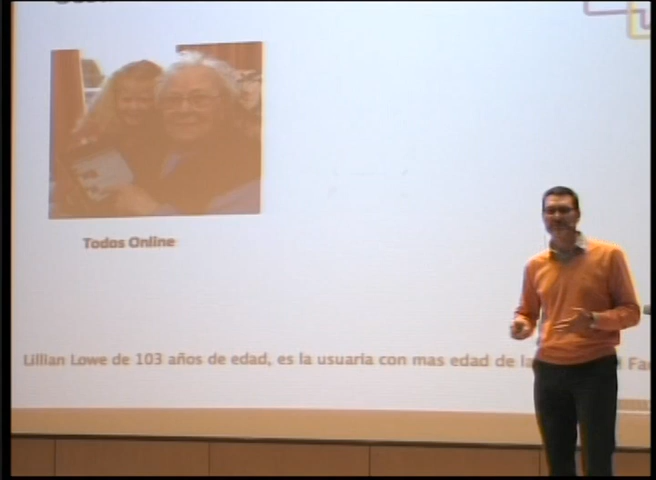 Todos Online
Lillian Lowe de 103 años de edad, es la usuaria con mas edad de la